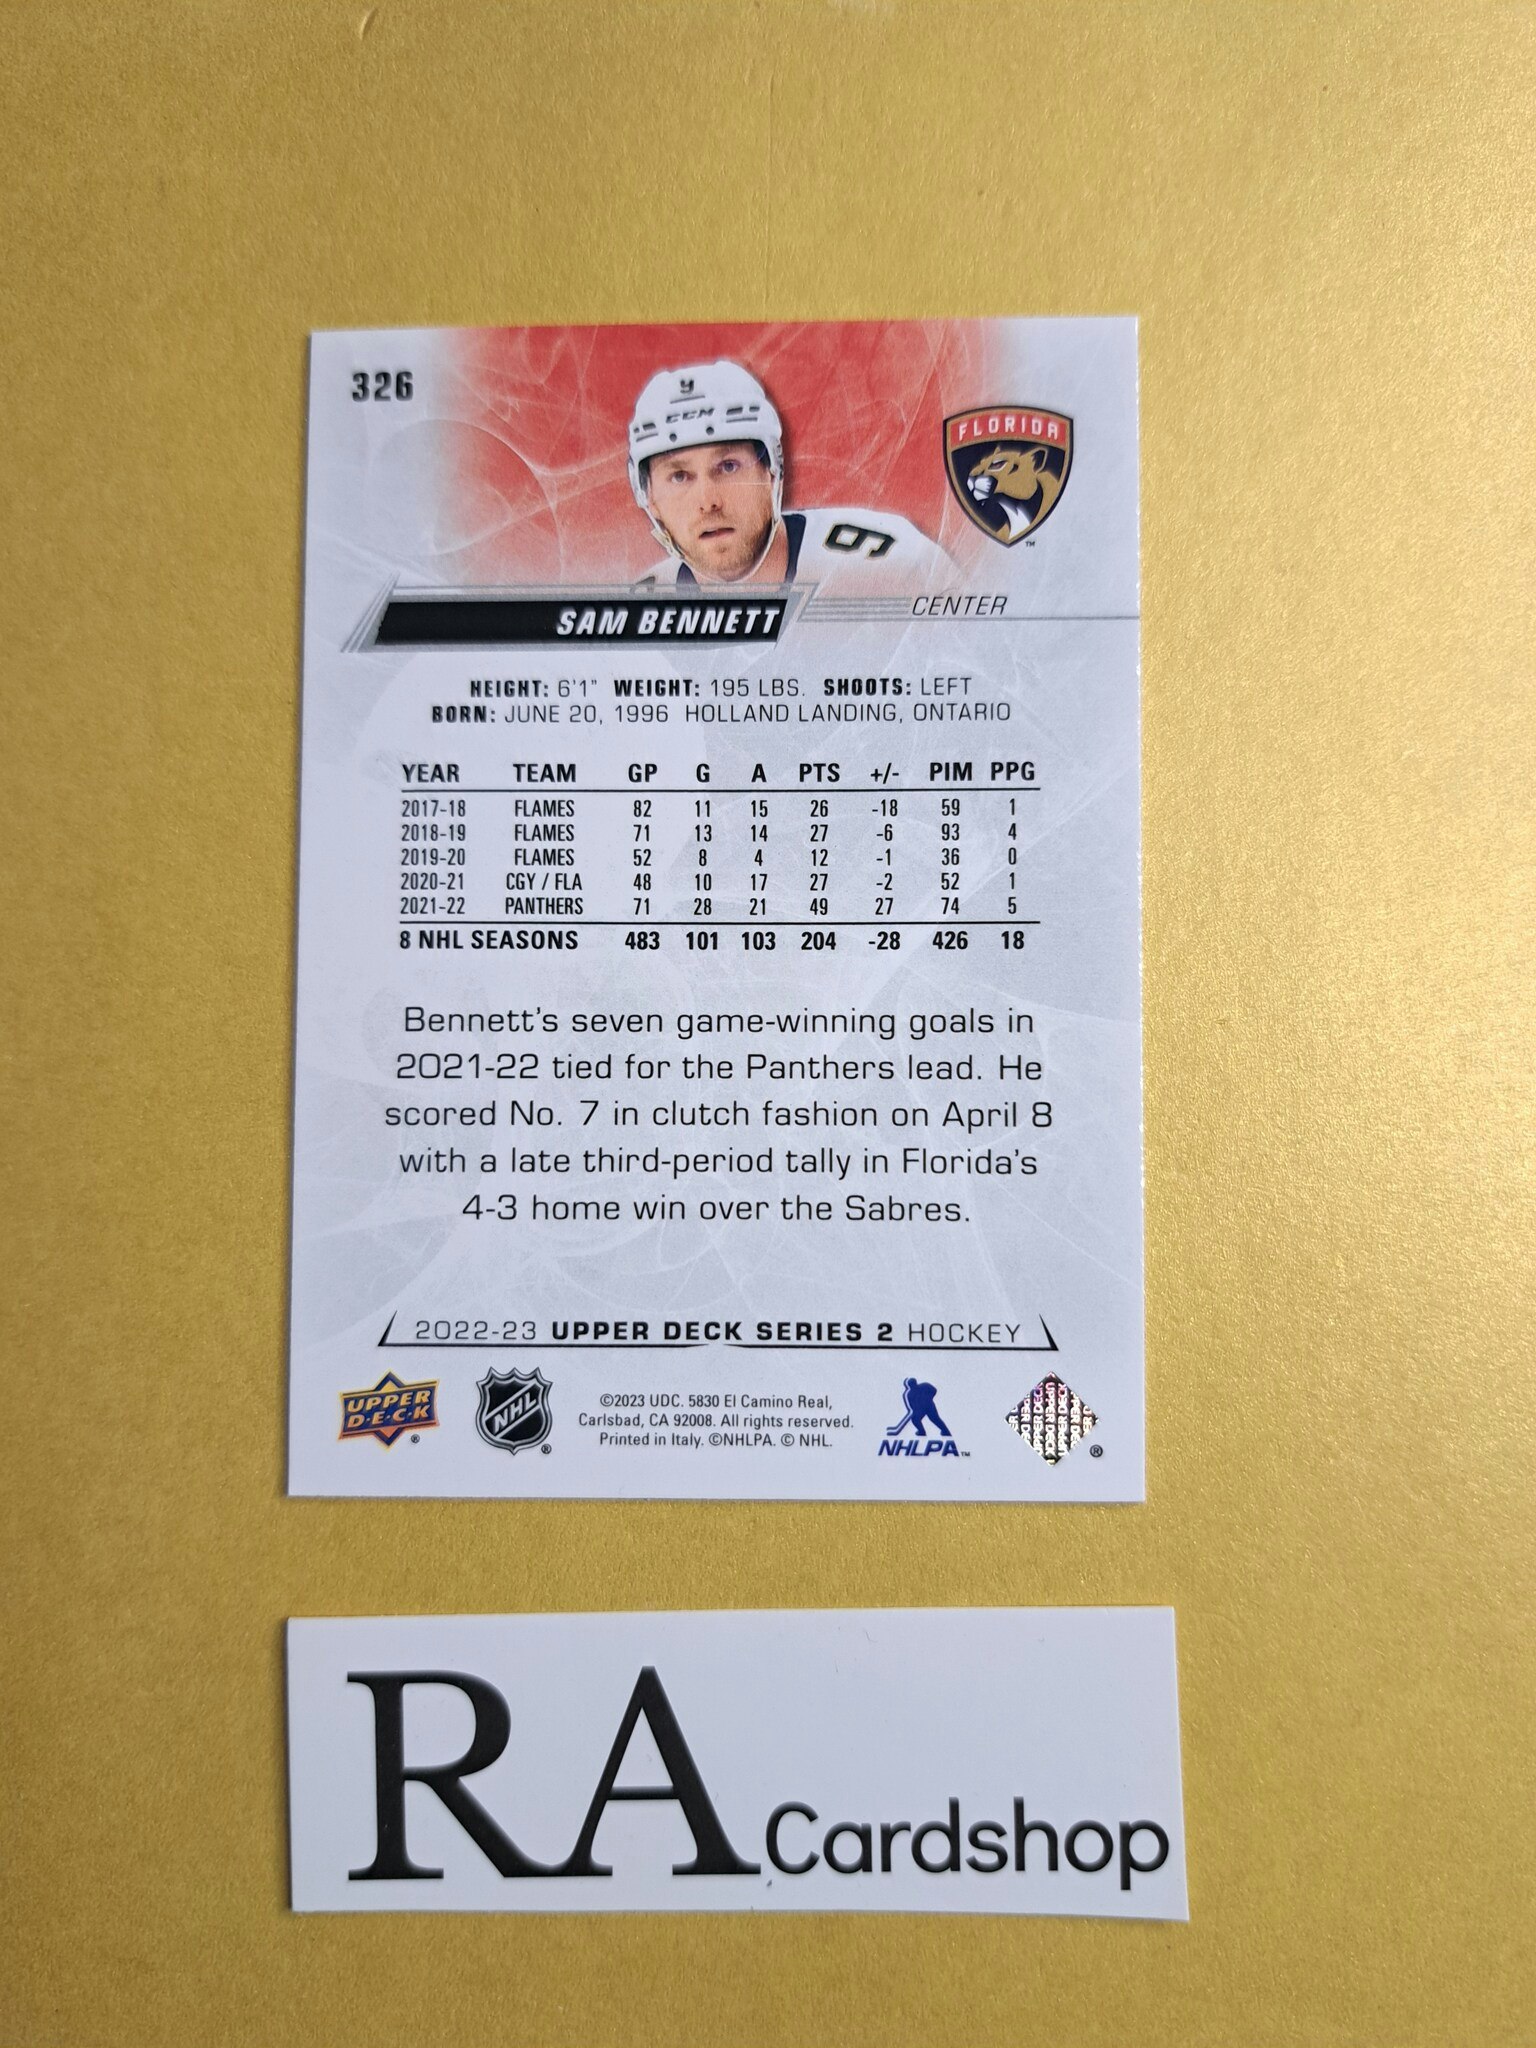 326
9
CCM
FLORIDA
™
9
SAM BENNETT
CENTER
HEIGHT: 6'1" WEIGHT: 195 LBS. SHOOTS: LEFT
BORN: JUNE 20, 1996 HOLLAND LANDING, ONTARIO
YEAR TEAM GP G A PTS +/- PIM PPG
2017-18 FLAMES 82 11 15 26 -18 59 1
2018-19 FLAMES 71 13 14 27 -6 93 4
2019-20 FLAMES 52 8 4 12 -1 36 0
2020-21 CGY / FLA 48 10 17 27 -2 52 1
2021-22 PANTHERS 71 28 21 49 27 74 5
8 NHL SEASONS 483 101 103 204 -28 426 18
Bennett's seven game-winning goals in
2021-22 tied for the Panthers lead. He
scored No. 7 in clutch fashion on April 8
with a late third-period tally in Florida's
4-3 home win over the Sabres.
2022-23 UPPER DECK SERIES 2 HOCKEY
UPPER
D·E·C·K
®
NHL
®
©2023 UDC. 5830 El Camino Real,
Carlsbad, CA 92008. All rights reserved.
Printed in Italy. ©NHLPA. © NHL.
NHLPA™
®
RA Cardshop